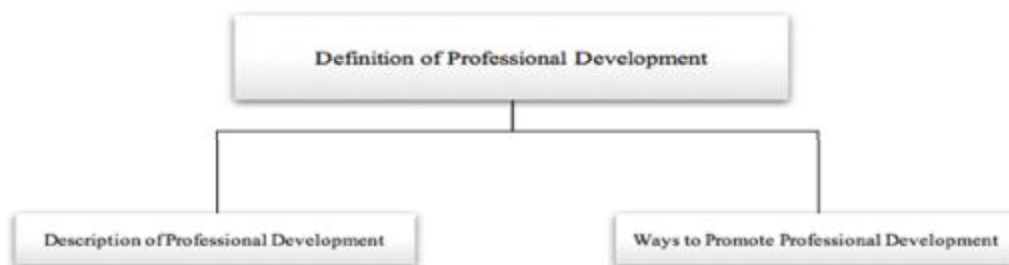 Definition of Professional Development
Description of Professional Development
Ways to Promote Professional Development